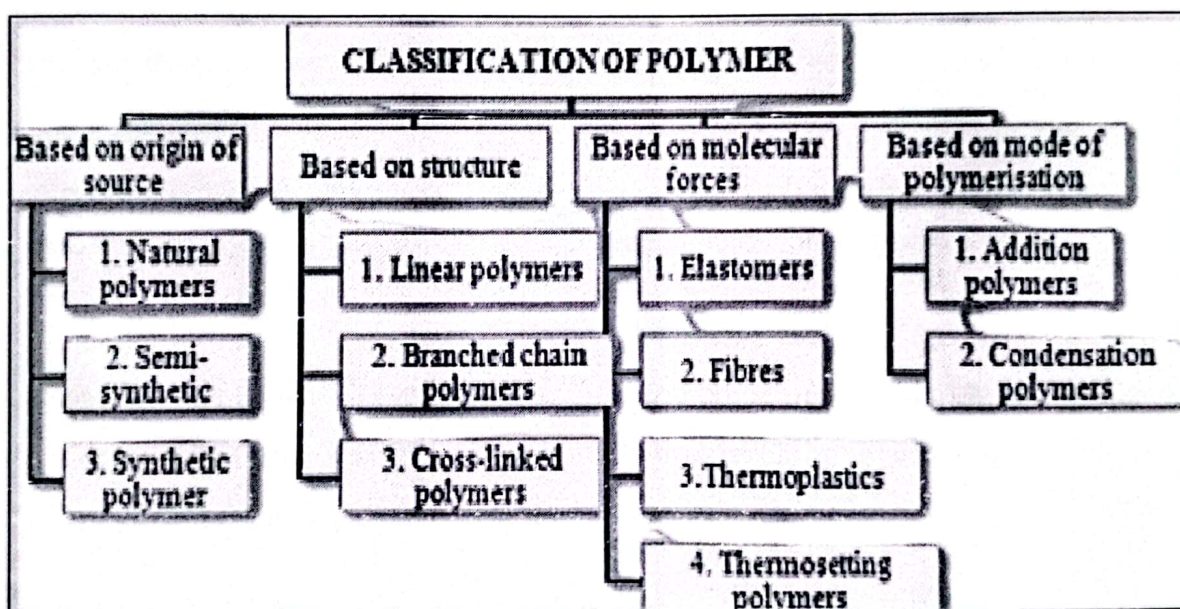 CLASSIFICATION OF POLYMER
Based on origin of
source
1. Natural
polymers
2. Semi-
synthetic
3. Synthetic
polymer
Based on structure
1. Linear polymers
2. Branched chain
polymers
3. Cross-linked
polymers
Based on molecular
forces
1. Elastomers
2. Fibres
3.Thermoplastics
4. Thermosetting
polymers
Based on mode of
polymerisation
1. Addition
polymers
2. Condensation
polymers